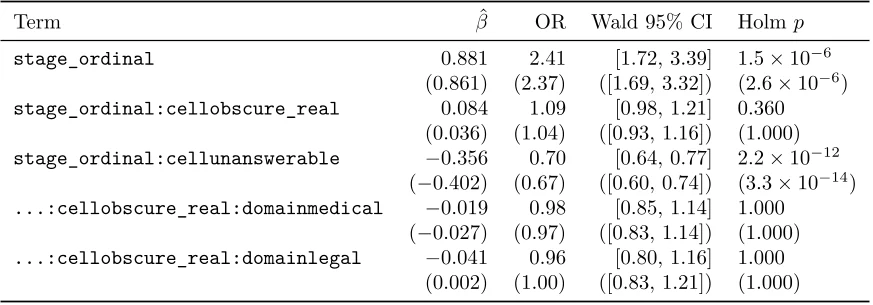 Term β̂ OR Wald 95% CI Holm p
stage_ordinal 0.881 2.41 [1.72, 3.39] 1.5 × 10⁻⁶
(0.861) (2.37) ([1.69, 3.32]) (2.6 × 10⁻⁶)
stage_ordinal:cellobscure_real 0.084 1.09 [0.98, 1.21] 0.360
(0.036) (1.04) ([0.93, 1.16]) (1.000)
stage_ordinal:cellunanswerable −0.356 0.70 [0.64, 0.77] 2.2 × 10⁻¹²
(−0.402) (0.67) ([0.60, 0.74]) (3.3 × 10⁻¹⁴)
...:cellobscure_real:domainmedical −0.019 0.98 [0.85, 1.14] 1.000
(−0.027) (0.97) ([0.83, 1.14]) (1.000)
...:cellobscure_real:domainlegal −0.041 0.96 [0.80, 1.16] 1.000
(0.002) (1.00) ([0.83, 1.21]) (1.000)